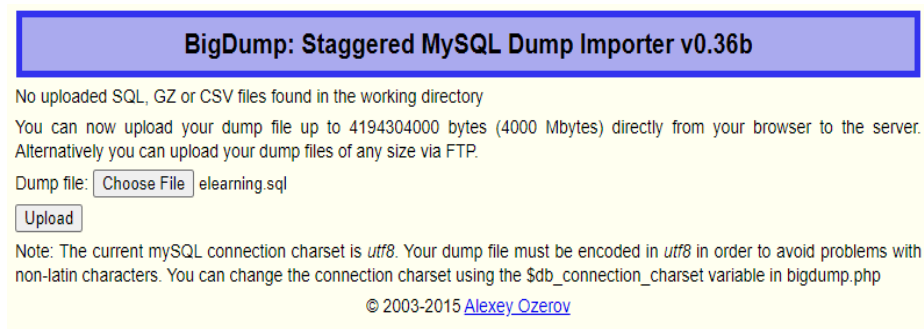 BigDump: Staggered MySQL Dump Importer v0.36b
No uploaded SQL, GZ or CSV files found in the working directory
You can now upload your dump file up to 4194304000 bytes (4000 Mbytes) directly from your browser to the server.
Alternatively you can upload your dump files of any size via FTP.
Dump file: Choose File elearning.sql
Upload
Note: The current mySQL connection charset is utf8. Your dump file must be encoded in utf8 in order to avoid problems with
non-latin characters. You can change the connection charset using the $db_connection_charset variable in bigdump.php
© 2003-2015 Alexey Ozerov